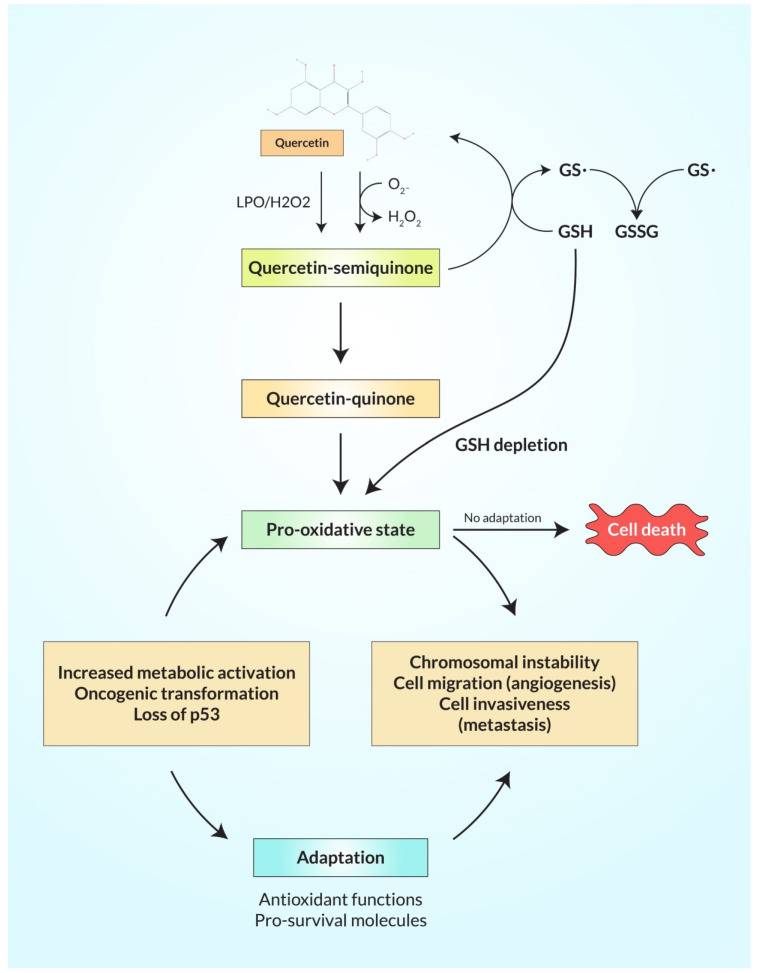 Quercetin
LPO/H2O2
O₂-
H₂O₂
GS·
GS·
GSH
GSSG
Quercetin-semiquinone
Quercetin-quinone
GSH depletion
Pro-oxidative state
No adaptation
Cell death
Increased metabolic activation
Oncogenic transformation
Loss of p53
Chromosomal instability
Cell migration (angiogenesis)
Cell invasiveness
(metastasis)
Adaptation
Antioxidant functions
Pro-survival molecules